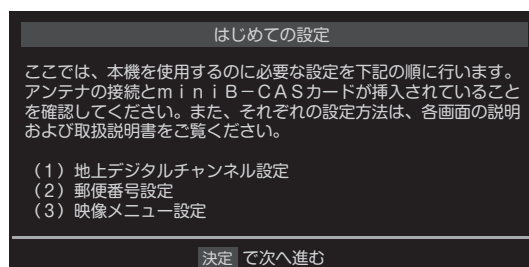 はじめての設定
ここでは、本機を使用するのに必要な設定を下記の順に行います。
アンテナの接続とｍｉｎｉＢ－ＣＡＳカードが挿入されていること
を確認してください。また、それぞれの設定方法は、各画面の説明
および取扱説明書をご覧ください。
（１）地上デジタルチャンネル設定
（２）郵便番号設定
（３）映像メニュー設定
決定 で次へ進む